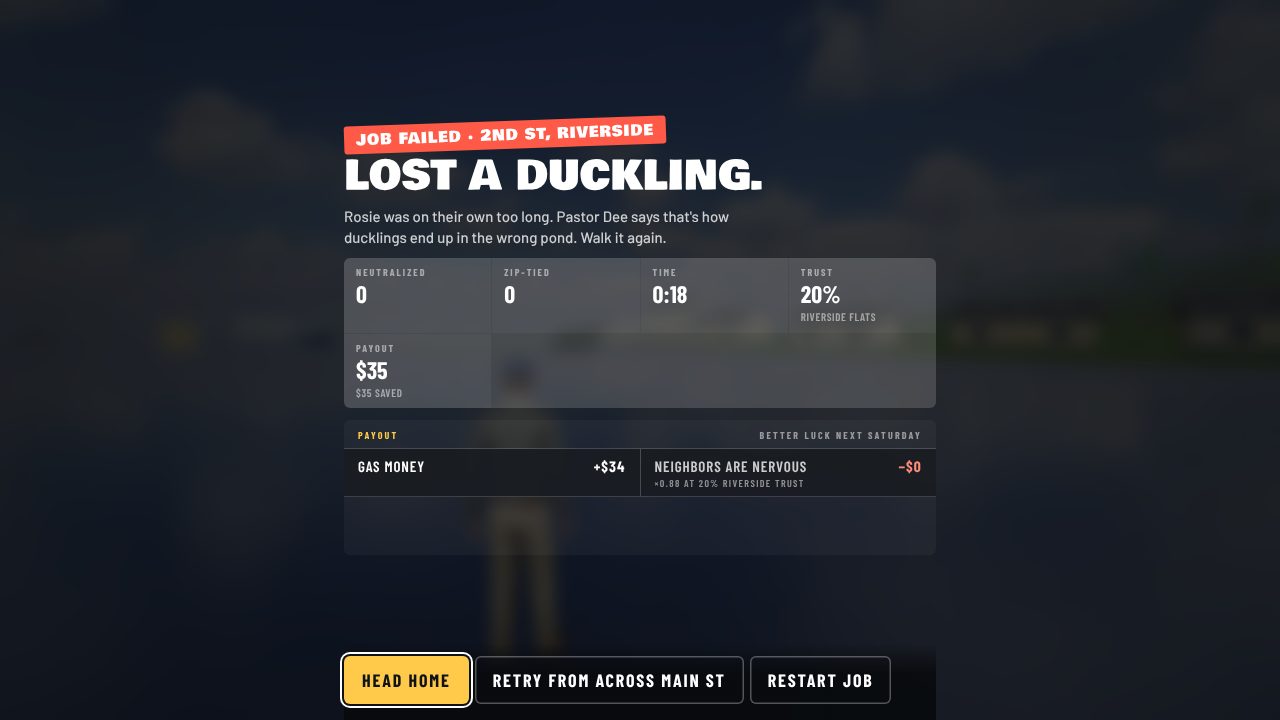 JOB FAILED · 2ND ST, RIVERSIDE
LOST A DUCKLING.
Rosie was on their own too long. Pastor Dee says that's how
ducklings end up in the wrong pond. Walk it again.
NEUTRALIZED
0
ZIP-TIED
0
TIME
0:18
TRUST
20%
RIVERSIDE FLATS
PAYOUT
$35
$35 SAVED
PAYOUT
BETTER LUCK NEXT SATURDAY
GAS MONEY
+$34
NEIGHBORS ARE NERVOUS
−$0
×0.88 AT 20% RIVERSIDE TRUST
HEAD HOME
RETRY FROM ACROSS MAIN ST
RESTART JOB